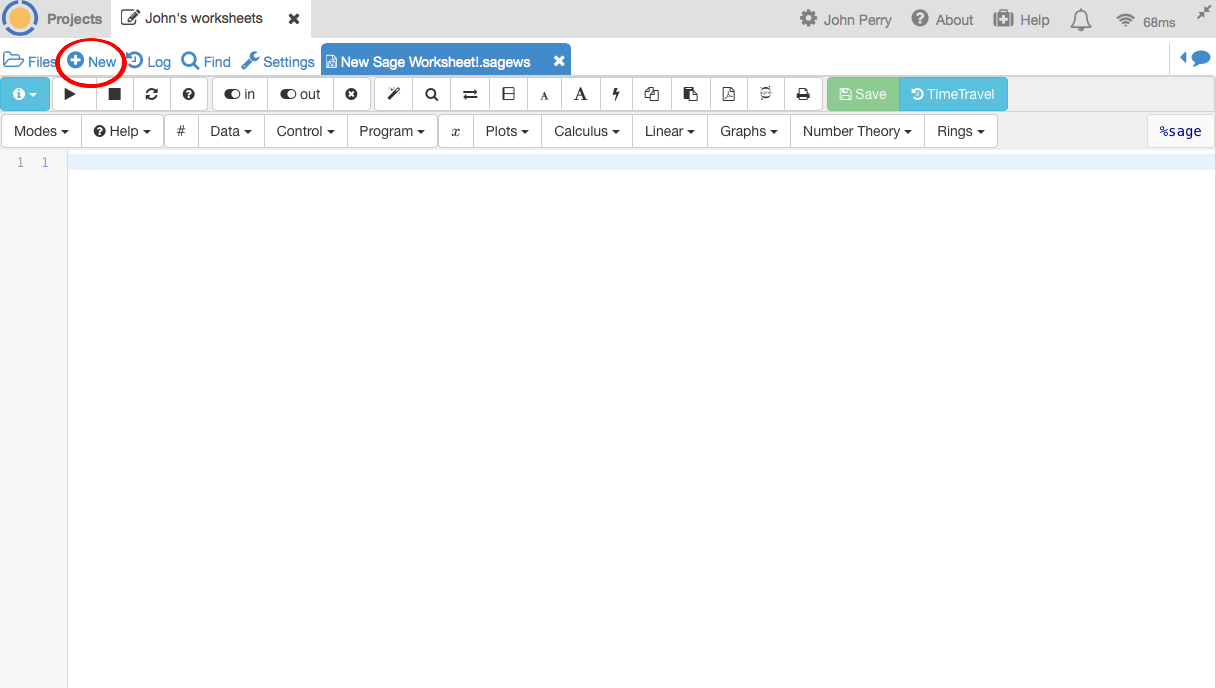 Projects John's worksheets John Perry About Help 68ms
Files New Log Find Settings New Sage Worksheet!.sagews
in out A A Save TimeTravel
Modes Help # Data Control Program x Plots Calculus Linear Graphs Number Theory Rings %sage
1 1